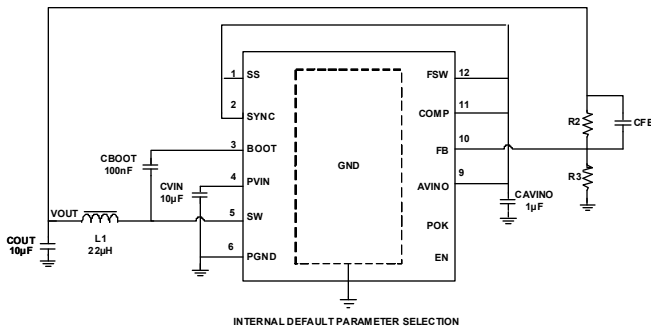 1
SS
FSW
12
2
SYNC
COMP
11
3
BOOT
FB
10
CBOOT
100nF
GND
R2
CFB
4
PVIN
AVINO
9
CVIN
10µF
R3
CAVINO
1µF
VOUT
5
SW
POK
COUT
10µF
L1
22µH
6
PGND
EN
INTERNAL DEFAULT PARAMETER SELECTION